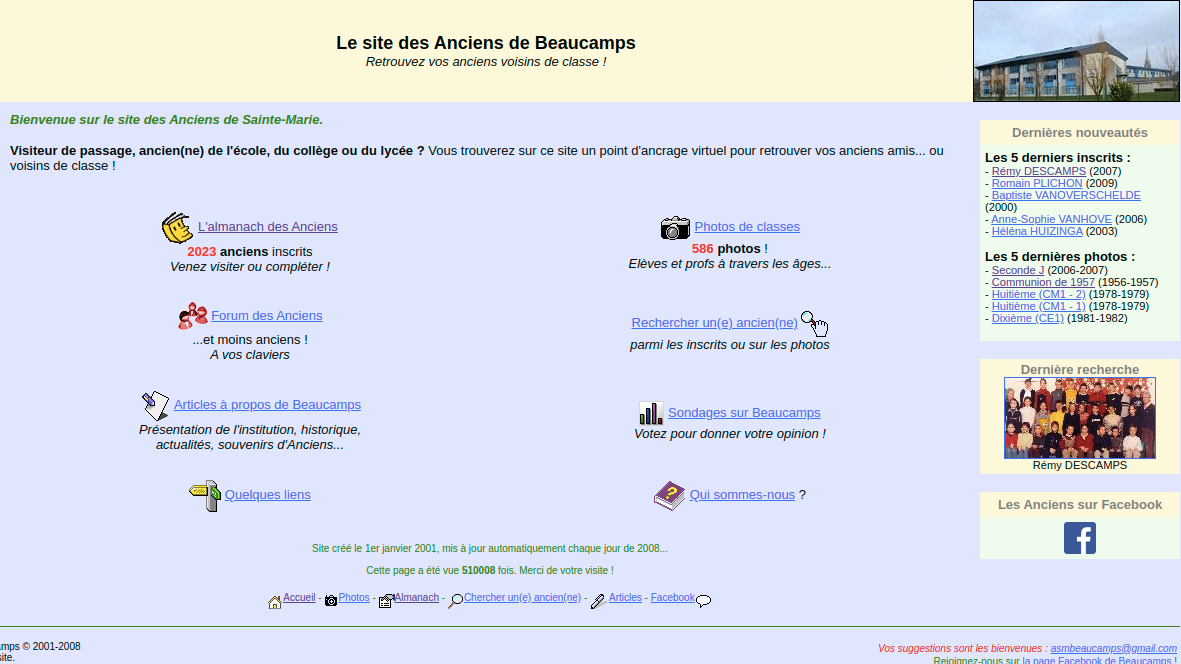 Le site des Anciens de Beaucamps
Retrouvez vos anciens voisins de classe !
Bienvenue sur le site des Anciens de Sainte-Marie.
Visiteur de passage, ancien(ne) de l'école, du collège ou du lycée ? Vous trouverez sur ce site un point d'ancrage virtuel pour retrouver vos anciens amis... ou
voisins de classe !
L'almanach des Anciens
2023 anciens inscrits
Venez visiter ou compléter !
Photos de classes
586 photos !
Elèves et profs à travers les âges...
Forum des Anciens
...et moins anciens !
A vos claviers
Rechercher un(e) ancien(ne)
parmi les inscrits ou sur les photos
Articles à propos de Beaucamps
Présentation de l'institution, historique,
actualités, souvenirs d'Anciens...
Sondages sur Beaucamps
Votez pour donner votre opinion !
Quelques liens
Qui sommes-nous ?
Site créé le 1er janvier 2001, mis à jour automatiquement chaque jour de 2008...
Cette page a été vue 510008 fois. Merci de votre visite !
Accueil - Photos - Almanach - Chercher un(e) ancien(ne) - Articles - Facebook
Dernières nouveautés
Les 5 derniers inscrits :
- Rémy DESCAMPS (2007)
- Romain PLICHON (2009)
- Baptiste VANOVERSCHELDE
(2000)
- Anne-Sophie VANHOVE (2006)
- Héléna HUIZINGA (2003)
Les 5 dernières photos :
- Seconde J (2006-2007)
- Communion de 1957 (1956-1957)
- Huitième (CM1 - 2) (1978-1979)
- Huitième (CM1 - 1) (1978-1979)
- Dixième (CE1) (1981-1982)
Dernière recherche
Rémy DESCAMPS
Les Anciens sur Facebook
mps © 2001-2008
site.
Vos suggestions sont les bienvenues : asmbeaucamps@gmail.com
Rejoignez-nous sur la page Facebook de Beaucamps !